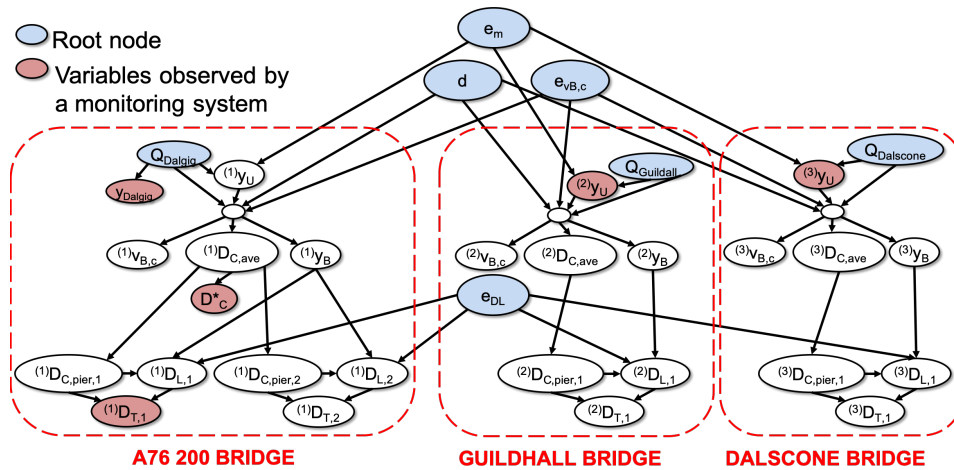 Root node
Variables observed by
a monitoring system
e_m
d
e_vB,c
Q_Dalgig
y_Dalgig
(1)y_U
(1)v_B,c
(1)D_C,ave
(1)y_B
D*_C
(1)D_C,pier,1
(1)D_L,1
(1)D_C,pier,2
(1)D_L,2
(1)D_T,1
(1)D_T,2
A76 200 BRIDGE
Q_Guildall
(2)y_U
(2)v_B,c
(2)D_C,ave
(2)y_B
e_DL
(2)D_C,pier,1
(2)D_L,1
(2)D_T,1
GUILDHALL BRIDGE
Q_Dalscone
(3)y_U
(3)v_B,c
(3)D_C,ave
(3)y_B
(3)D_C,pier,1
(3)D_L,1
(3)D_T,1
DALSCONE BRIDGE